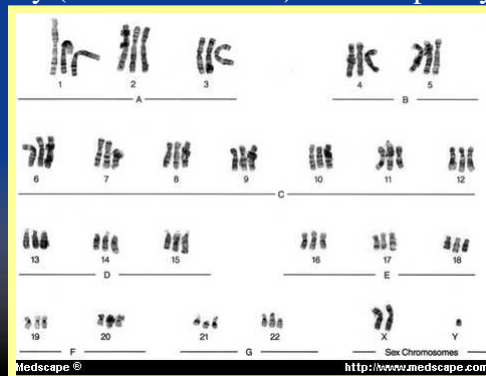 1 2 3 4 5
A B
6 7 8 9 10 11 12
C
13 14 15 16 17 18
D E
19 20 21 22 X Y
F G Sex Chromosomes
Medscape ® http://www.medscape.com